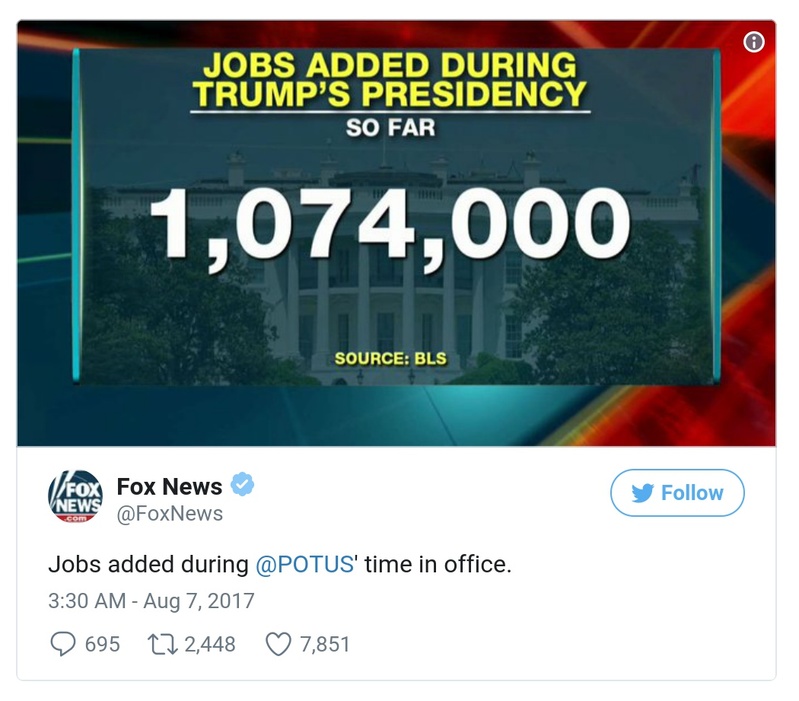 JOBS ADDED DURING
TRUMP'S PRESIDENCY
SO FAR
1,074,000
SOURCE: BLS
FOX
NEWS
.com
Fox News
@FoxNews
Follow
Jobs added during @POTUS' time in office.
3:30 AM - Aug 7, 2017
695 2,448 7,851